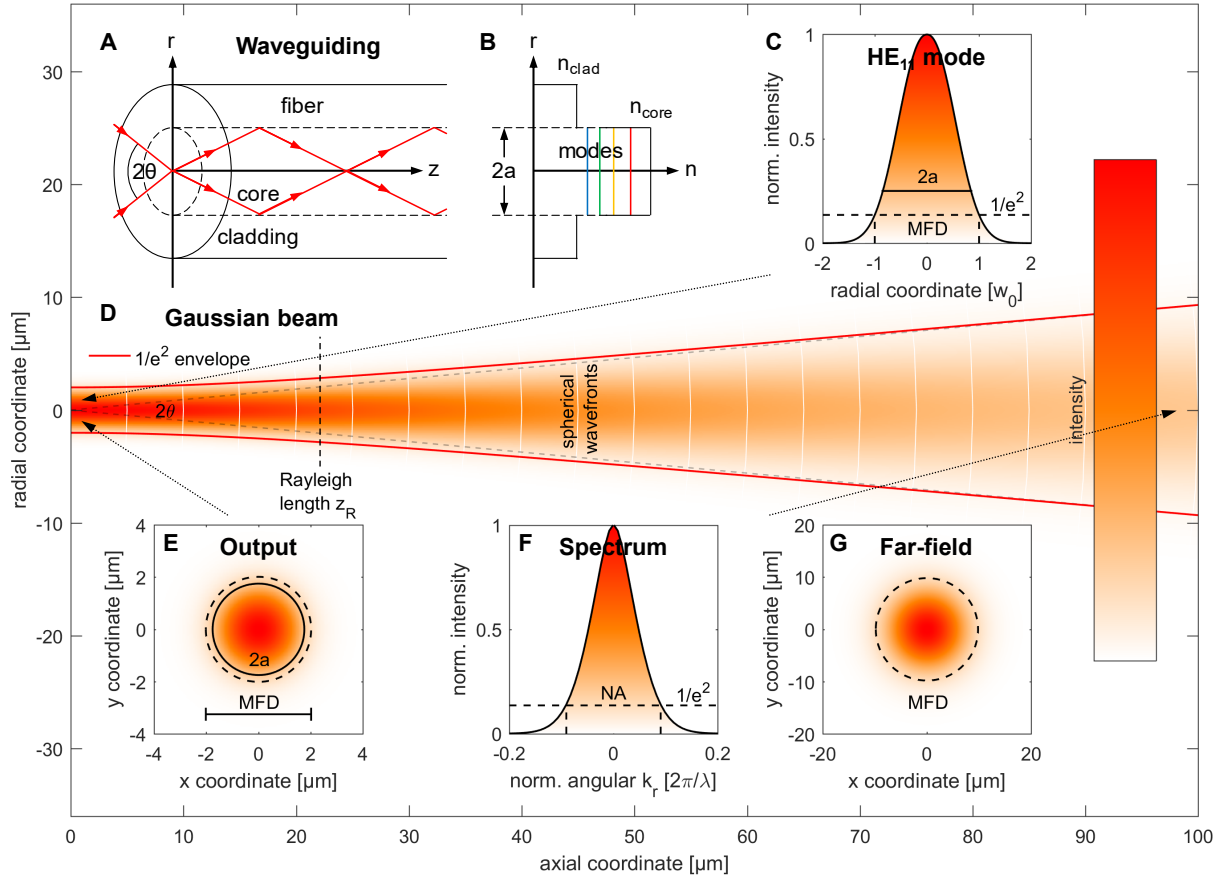 A
r
Waveguiding
fiber
2θ
z
core
cladding
B
r
n_clad
n_core
2a
modes
n
C
HE₁₁ mode
norm. intensity
1
0.5
0
2a
1/e²
MFD
-2
-1
0
1
2
radial coordinate [w₀]
D
Gaussian beam
1/e² envelope
2θ
Rayleigh
length z_R
spherical
wavefronts
intensity
radial coordinate [µm]
30
20
10
0
-10
-20
-30
E
Output
y coordinate [µm]
4
2
0
-2
-4
2a
MFD
-4
-2
0
2
4
x coordinate [µm]
F
Spectrum
norm. intensity
1
0.5
0
NA
1/e²
-0.2
0
0.2
norm. angular k_r [2π/λ]
G
Far-field
y coordinate [µm]
20
10
0
-10
-20
MFD
-20
0
20
x coordinate [µm]
0
10
20
30
40
50
60
70
80
90
100
axial coordinate [µm]